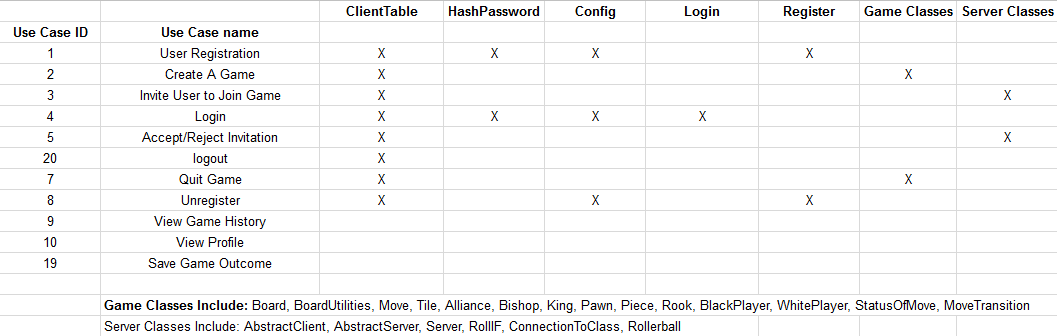 ClientTable HashPassword Config Login Register Game Classes Server Classes
Use Case ID Use Case name
1 User Registration X X X X
2 Create A Game X X
3 Invite User to Join Game X X
4 Login X X X X
5 Accept/Reject Invitation X X
20 logout X
7 Quit Game X X
8 Unregister X X X
9 View Game History
10 View Profile
19 Save Game Outcome
Game Classes Include: Board, BoardUtilities, Move, Tile, Alliance, Bishop, King, Pawn, Piece, Rook, BlackPlayer, WhitePlayer, StatusOfMove, MoveTransition
Server Classes Include: AbstractClient, AbstractServer, Server, RollIF, ConnectionToClass, Rollerball